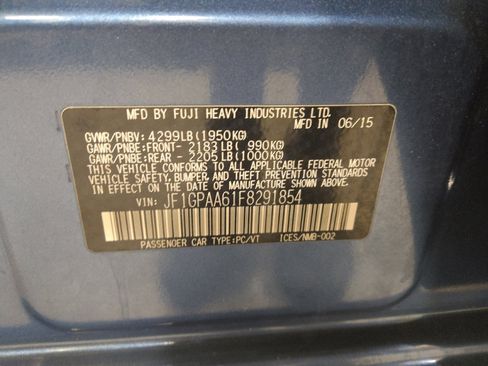 MFD BY FUJI HEAVY INDUSTRIES LTD.
MFD IN 06/15
GVWR/PNBV: 4299LB(1950KG)
GAWR/PNBE:FRONT- 2183LB( 990KG)
GAWR/PNBE:REAR - 2205LB(1000KG)
THIS VEHICLE CONFORMS TO ALL APPLICABLE FEDERAL MOTOR
VEHICLE SAFETY, BUMPER, AND THEFT PREVENTION STANDARDS
IN EFFECT ON THE DATE OF MANUFACTURE SHOWN ABOVE.
VIN: JF1GPAA61F8291854
PASSENGER CAR TYPE:PC/VT ICES/NMB-002